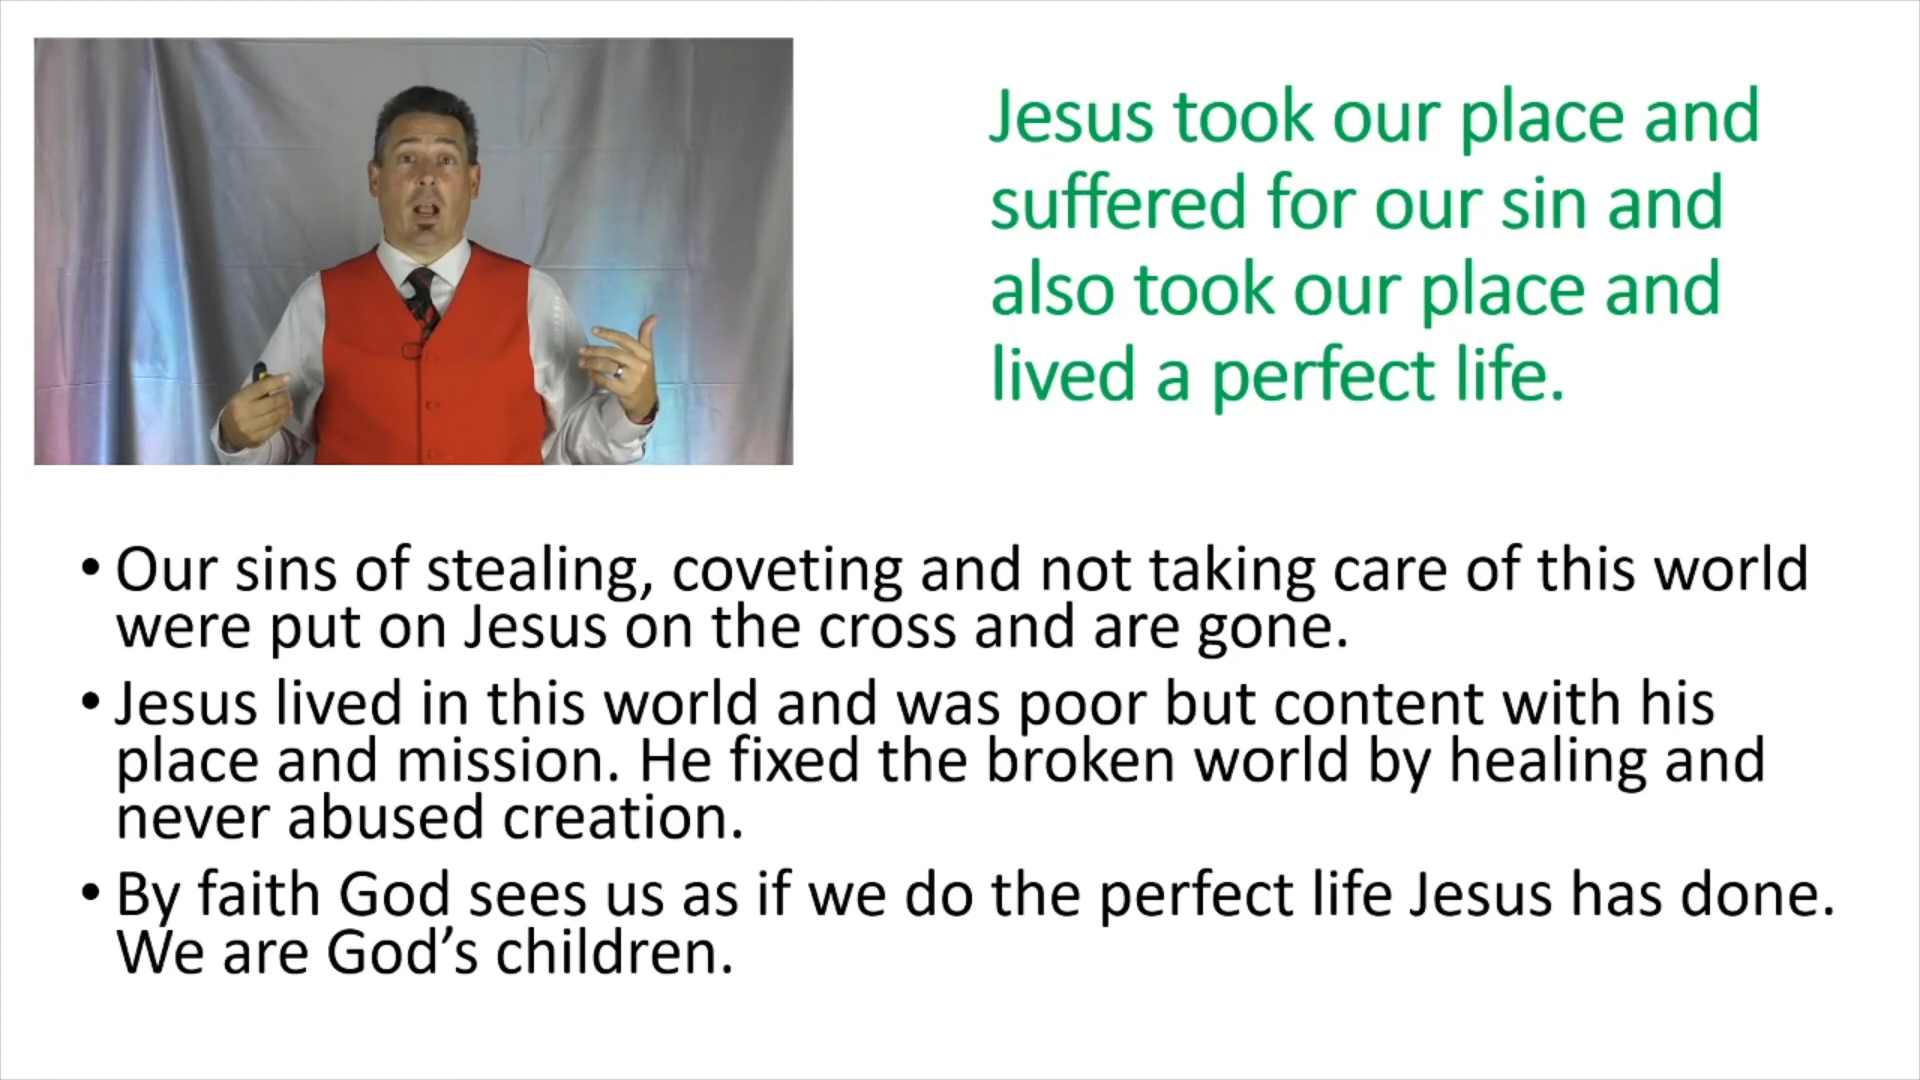 Jesus took our place and
suffered for our sin and
also took our place and
lived a perfect life.
• Our sins of stealing, coveting and not taking care of this world
were put on Jesus on the cross and are gone.
• Jesus lived in this world and was poor but content with his
place and mission. He fixed the broken world by healing and
never abused creation.
• By faith God sees us as if we do the perfect life Jesus has done.
We are God’s children.